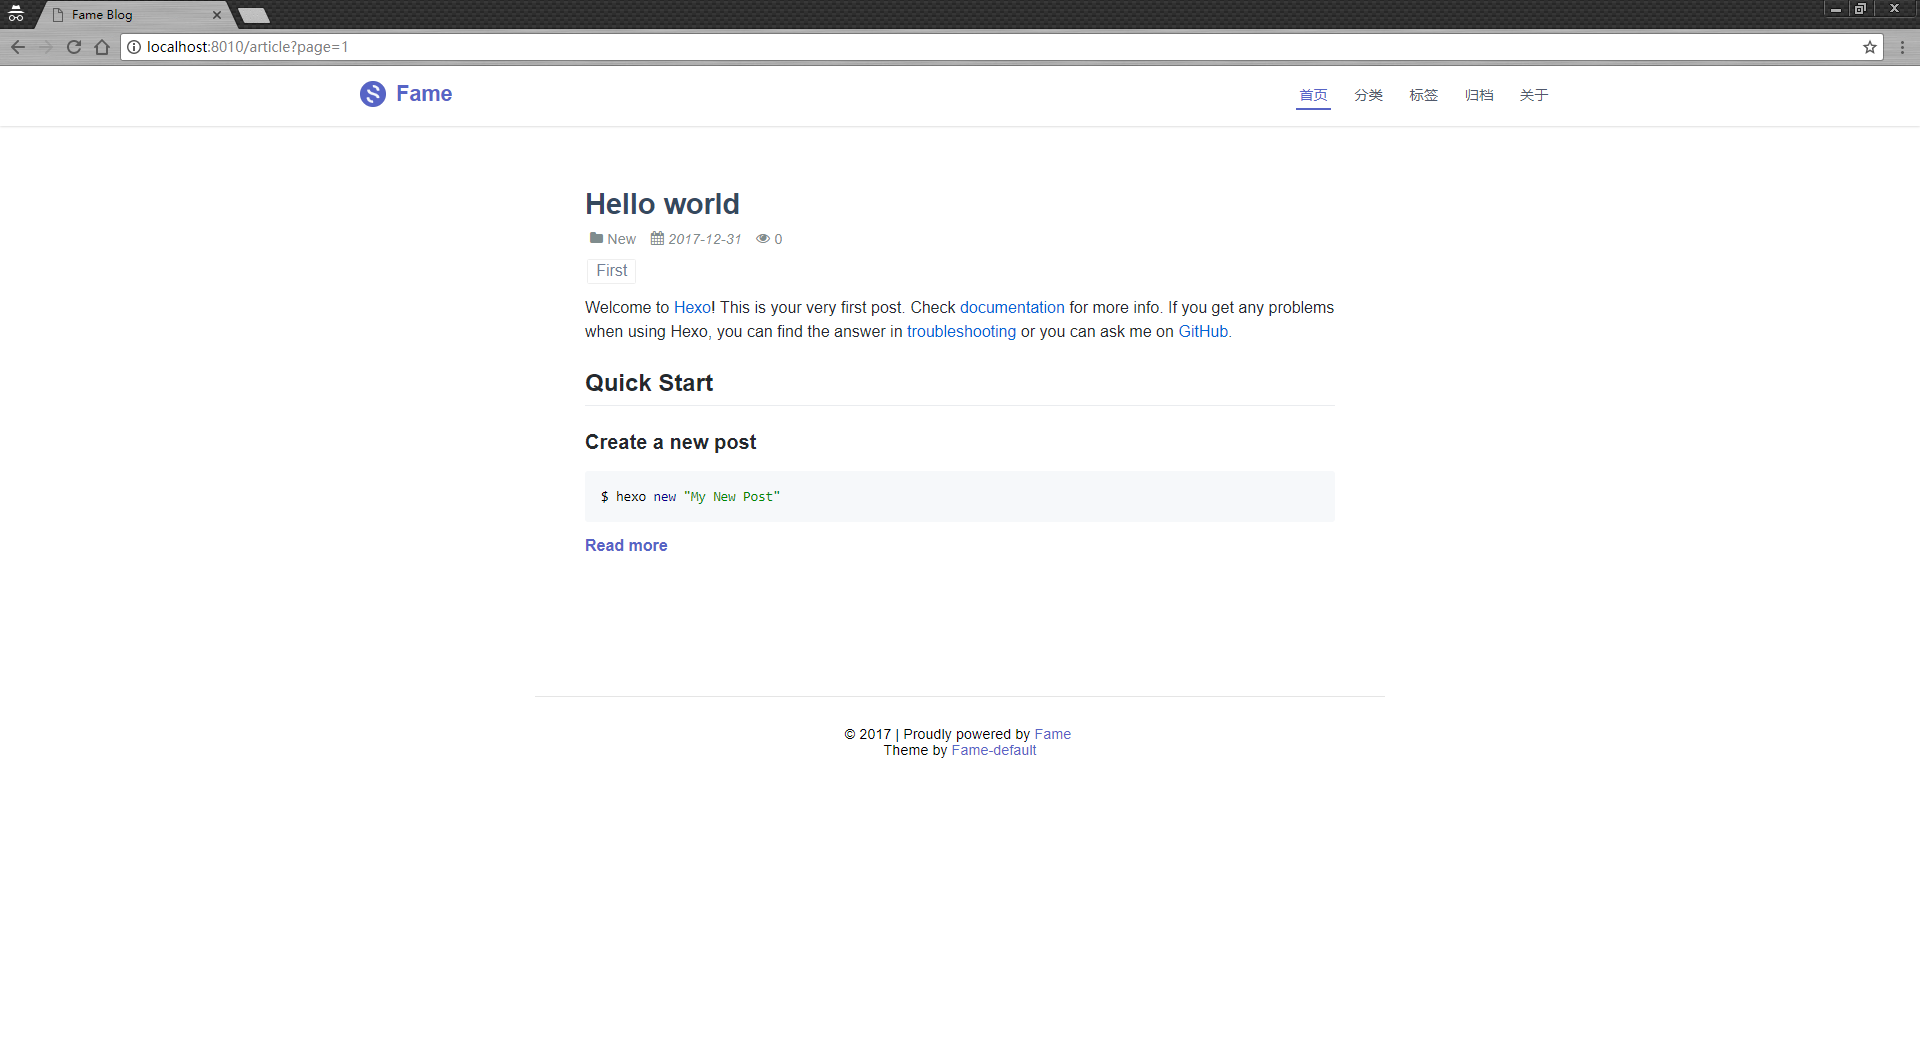 Fame Blog
localhost:8010/article?page=1
Fame
首页 分类 标签 归档 关于
Hello world
New 2017-12-31 0
First
Welcome to Hexo! This is your very first post. Check documentation for more info. If you get any problems
when using Hexo, you can find the answer in troubleshooting or you can ask me on GitHub.
Quick Start
Create a new post
$ hexo new "My New Post"
Read more
© 2017 | Proudly powered by Fame
Theme by Fame-default